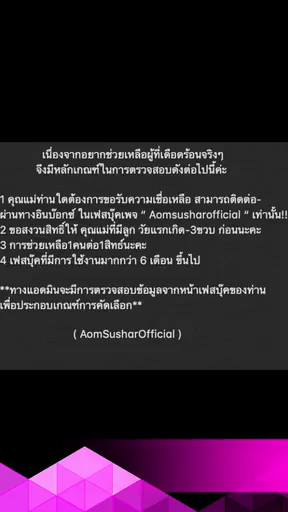 เนื่องจากอยากช่วยเหลือผู้ที่เดือดร้อนจริงๆ
จึงมีหลักเกณฑ์ในการตรวจสอบดังต่อไปนี้ค่ะ
1 คุณแม่ท่านใดต้องการขอรับความเชื่อเหลือ สามารถติดต่อ-
ผ่านทางอินบ๊อกซ์ ในเฟสบุ๊คเพจ “ Aomsusharofficial “ เท่านั้น!!
2 ขอสงวนสิทธิ์ให้ คุณแม่ที่มีลูก วัยแรกเกิด-3ขวบ ก่อนนะคะ
3 การช่วยเหลือ1คนต่อ1สิทธ์นะคะ
4 เฟสบุ๊คที่มีการใช้งานมากกว่า 6 เดือน ขึ้นไป
**ทางแอดมินจะมีการตรวจสอบข้อมูลจากหน้าเฟสบุ๊คของท่าน
เพื่อประกอบเกณฑ์การคัดเลือก**
( AomSusharOfficial )